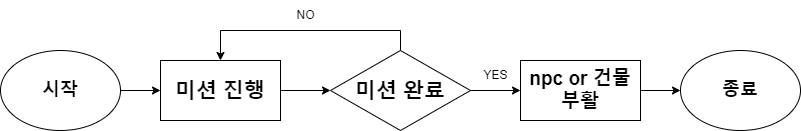 NO
시작
미션 진행
미션 완료
YES
npc or 건물
부활
종료